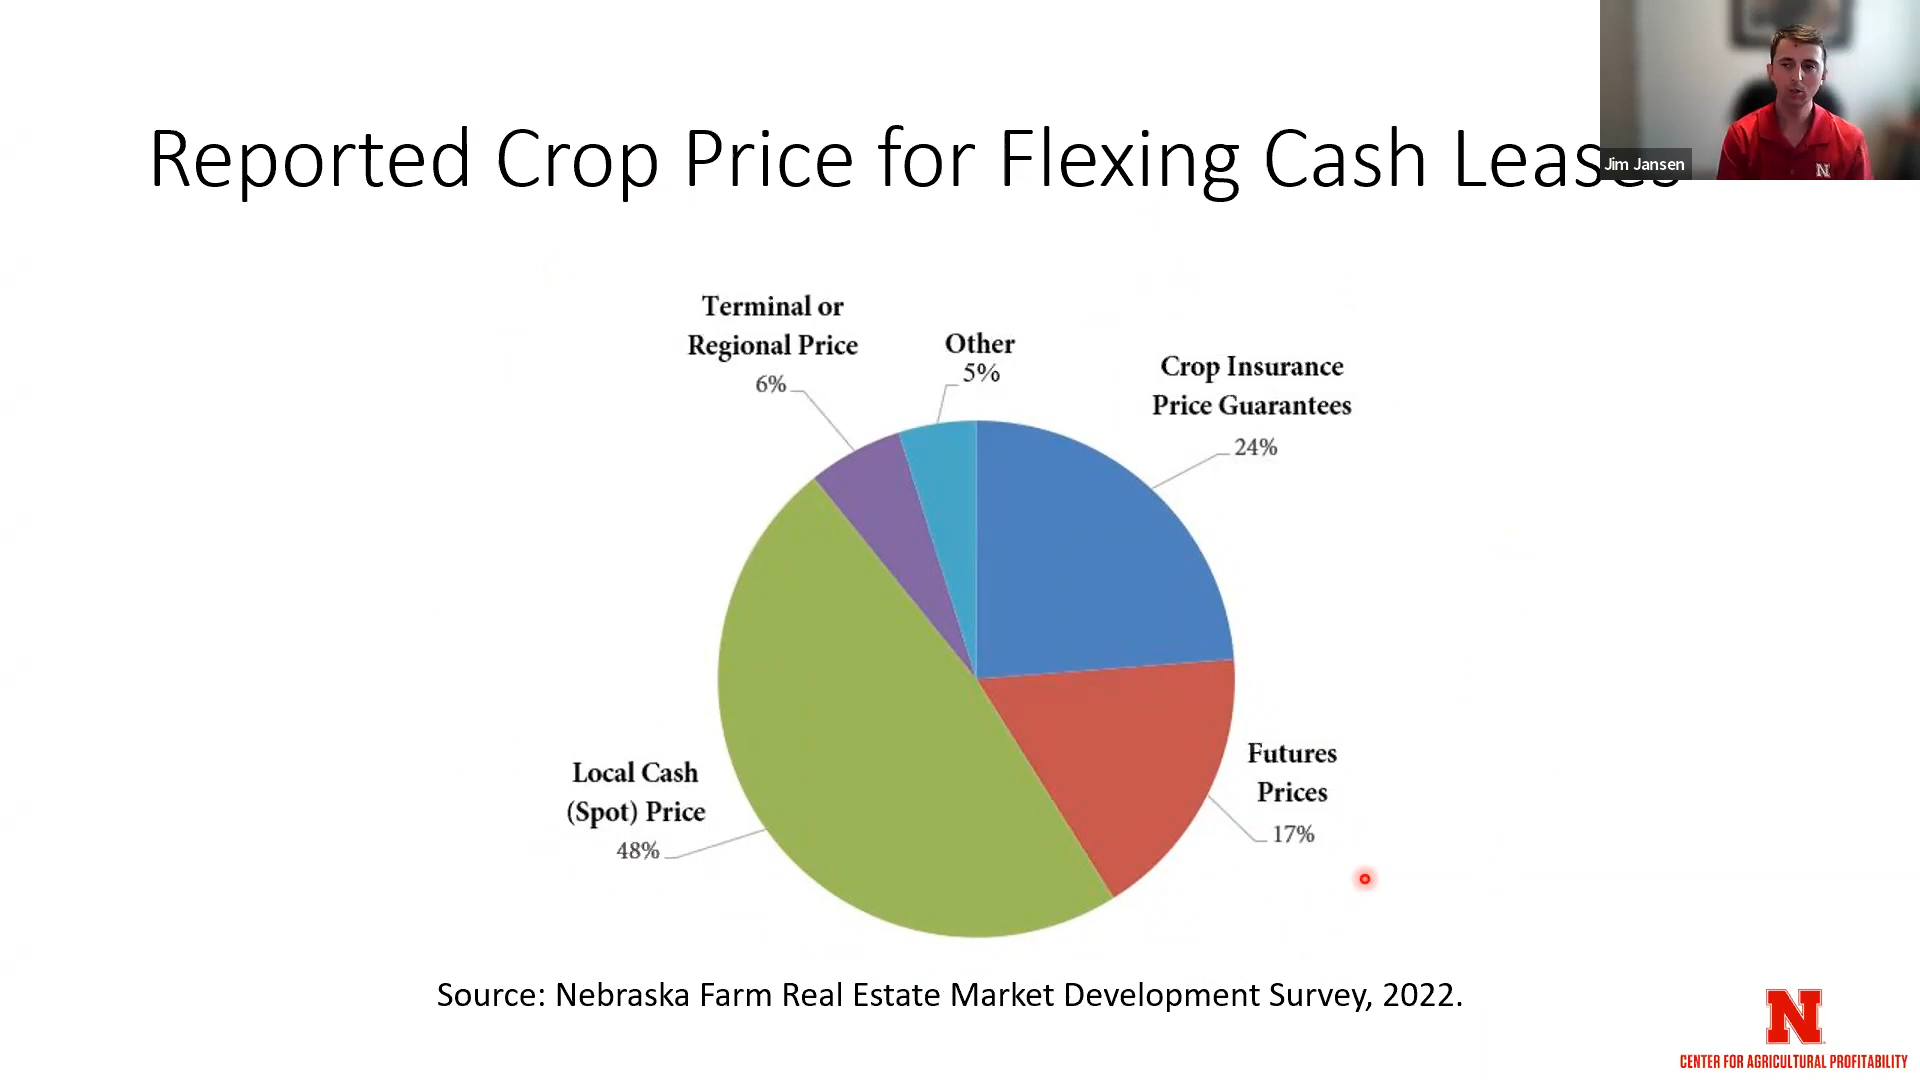 Reported Crop Price for Flexing Cash Leases
Jim Jansen
N
Terminal or
Regional Price
6%
Other
5%
Crop Insurance
Price Guarantees
24%
Futures
Prices
17%
Local Cash
(Spot) Price
48%
Source: Nebraska Farm Real Estate Market Development Survey, 2022.
N
CENTER FOR AGRICULTURAL PROFITABILITY